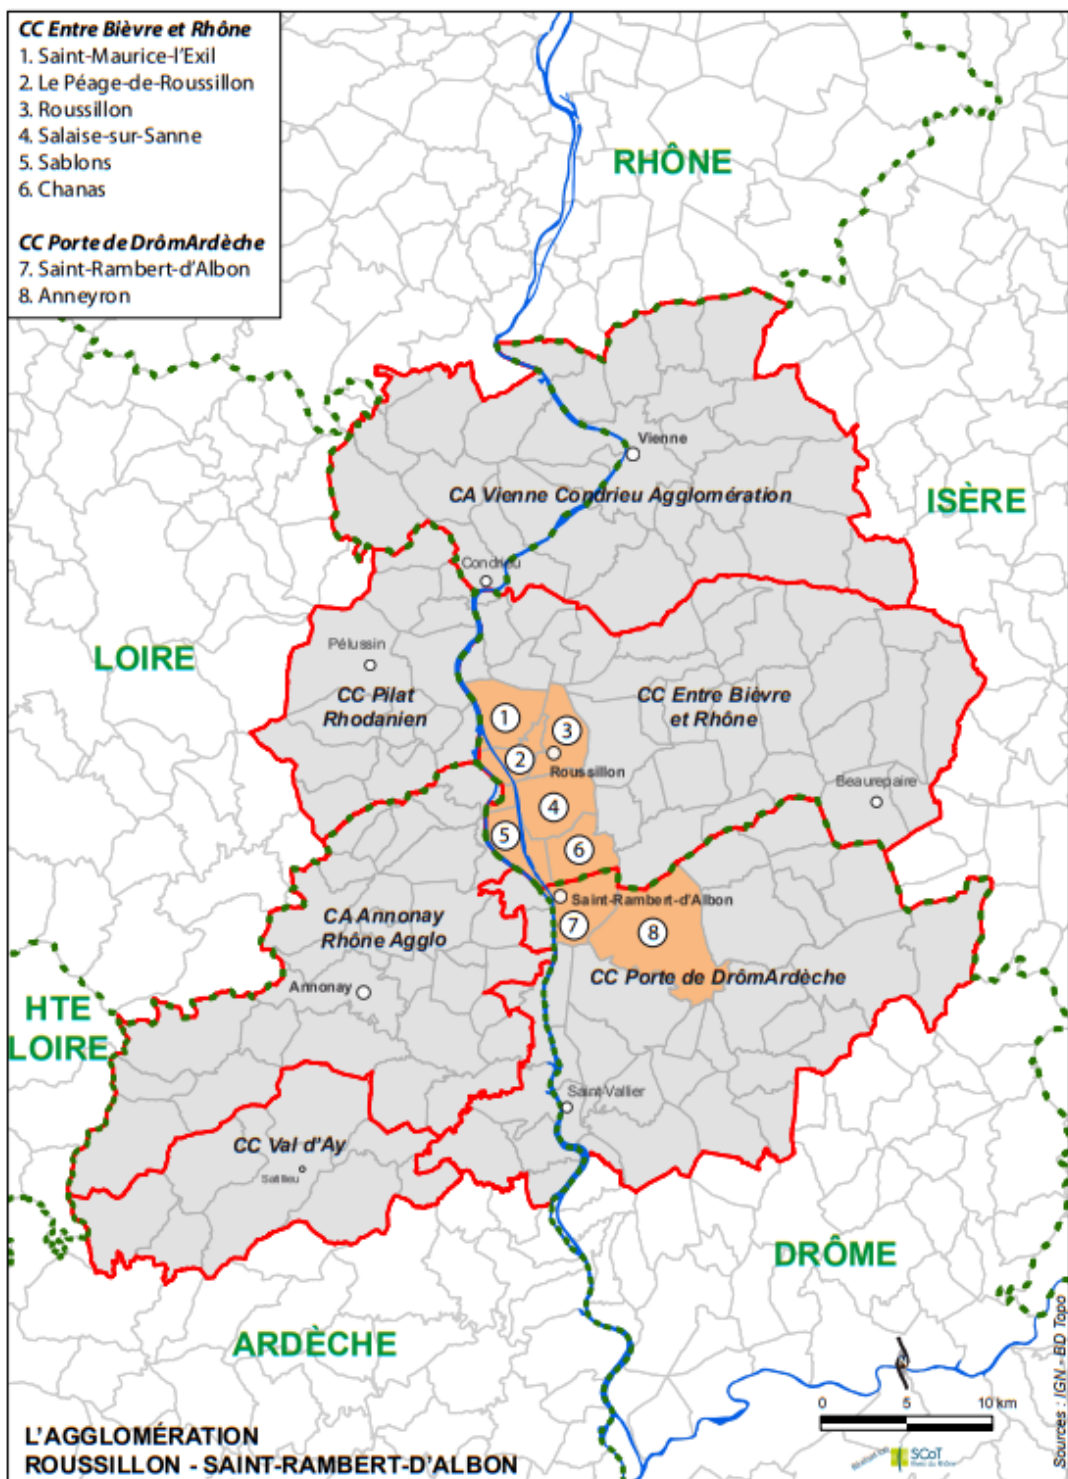 CC Entre Bièvre et Rhône
1. Saint-Maurice-l'Exil
2. Le Péage-de-Roussillon
3. Roussillon
4. Salaise-sur-Sanne
5. Sablons
6. Chanas
CC Porte de DrômArdèche
7. Saint-Rambert-d'Albon
8. Anneyron
RHÔNE
Vienne
CA Vienne Condrieu Agglomération
ISÈRE
Condrieu
LOIRE
Pélussin
CC Pilat
Rhodanien
CC Entre Bièvre
et Rhône
1
3
2
Roussillon
Beaurepaire
4
5
6
Saint-Rambert-d'Albon
CA Annonay
Rhône Agglo
7
8
CC Porte de DrômArdèche
Annonay
HTE
LOIRE
Saint-Vallier
CC Val d'Ay
Satillieu
DRÔME
ARDÈCHE
0 5 10 km
L'AGGLOMÉRATION
ROUSSILLON - SAINT-RAMBERT-D'ALBON
SCoT
Sources : IGN - BD Topo